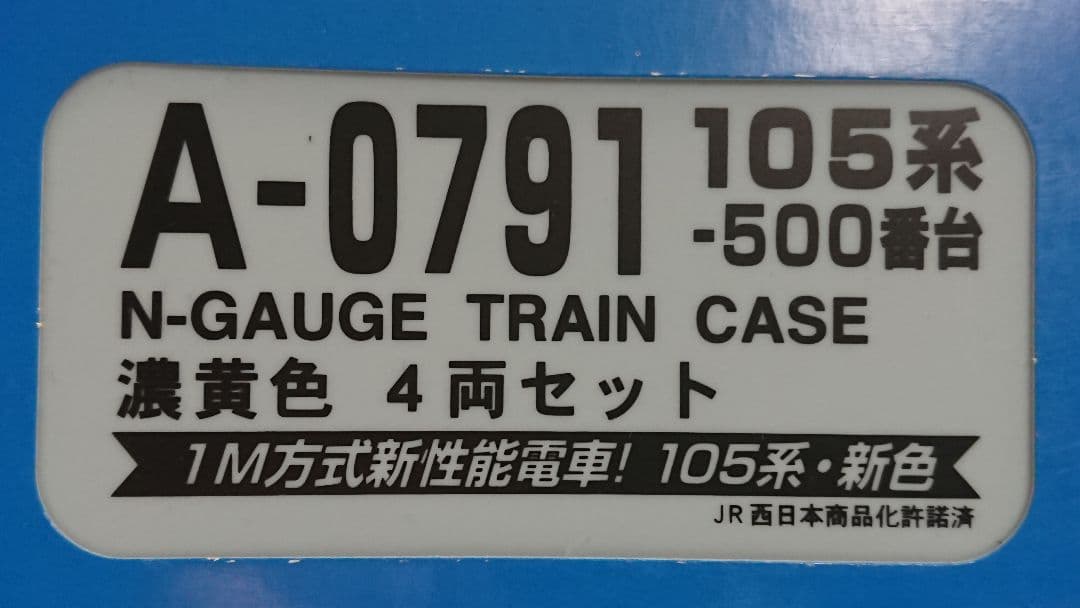 A-0791 105系
-500番台
N-GAUGE TRAIN CASE
濃黄色 4両セット
1M方式新性能電車! 105系・新色
JR西日本商品化許諾済